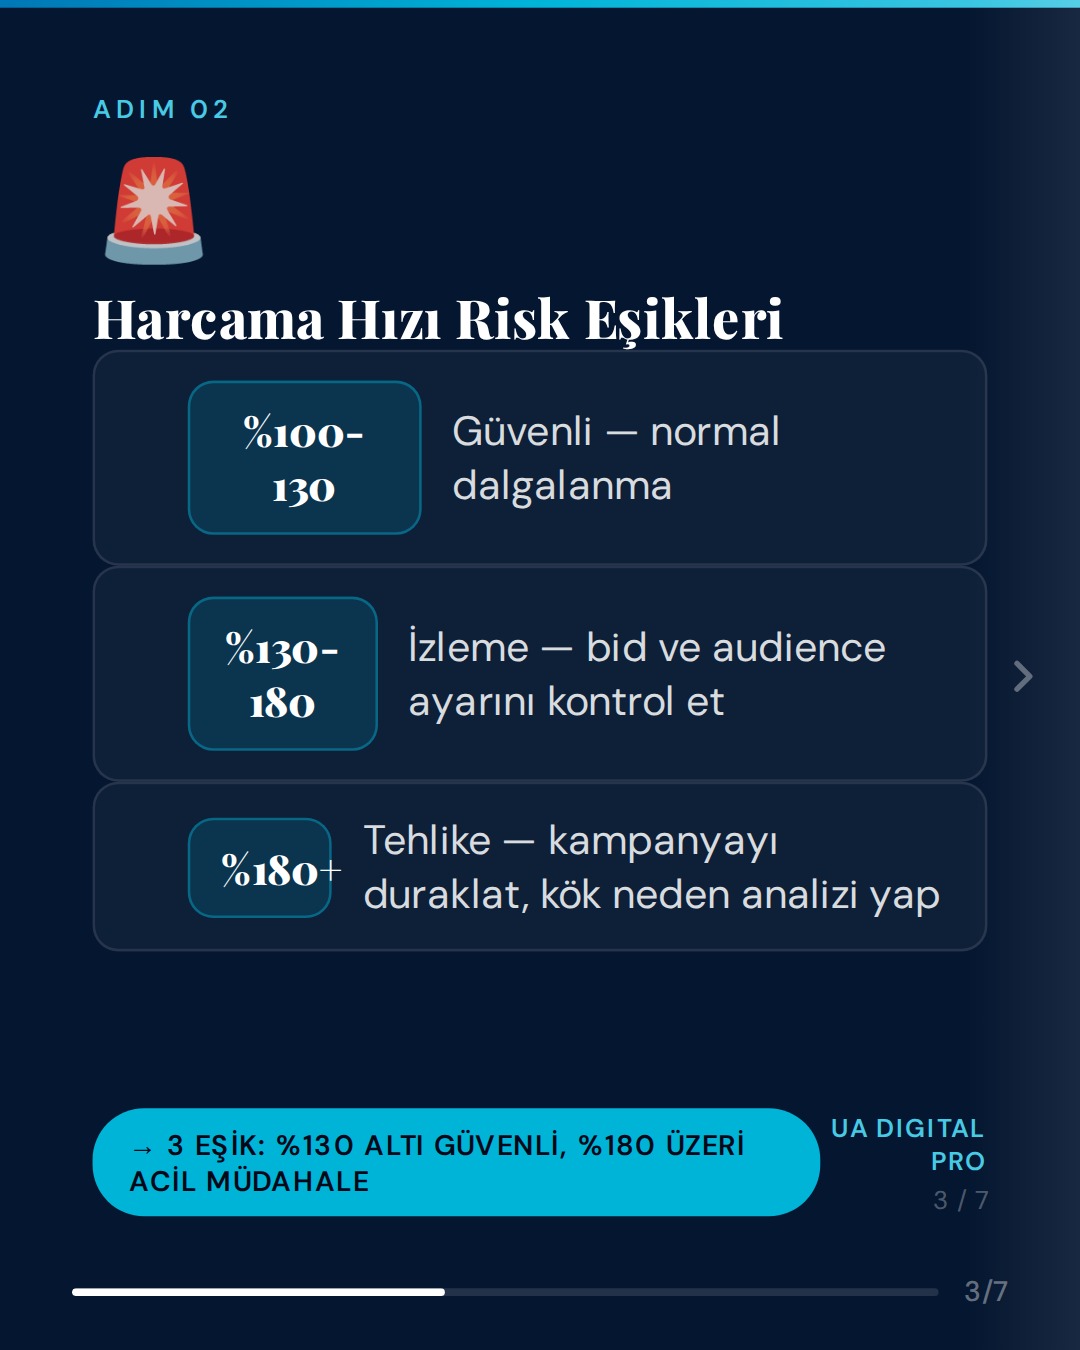 ADIM 02
Harcama Hızı Risk Eşikleri
%100-
130
Güvenli — normal
dalgalanma
%130-
180
İzleme — bid ve audience
ayarını kontrol et
%180+
Tehlike — kampanyayı
duraklat, kök neden analizi yap
→ 3 EŞİK: %130 ALTI GÜVENLİ, %180 ÜZERİ
ACİL MÜDAHALE
UA DIGITAL
PRO
3 / 7
3/7